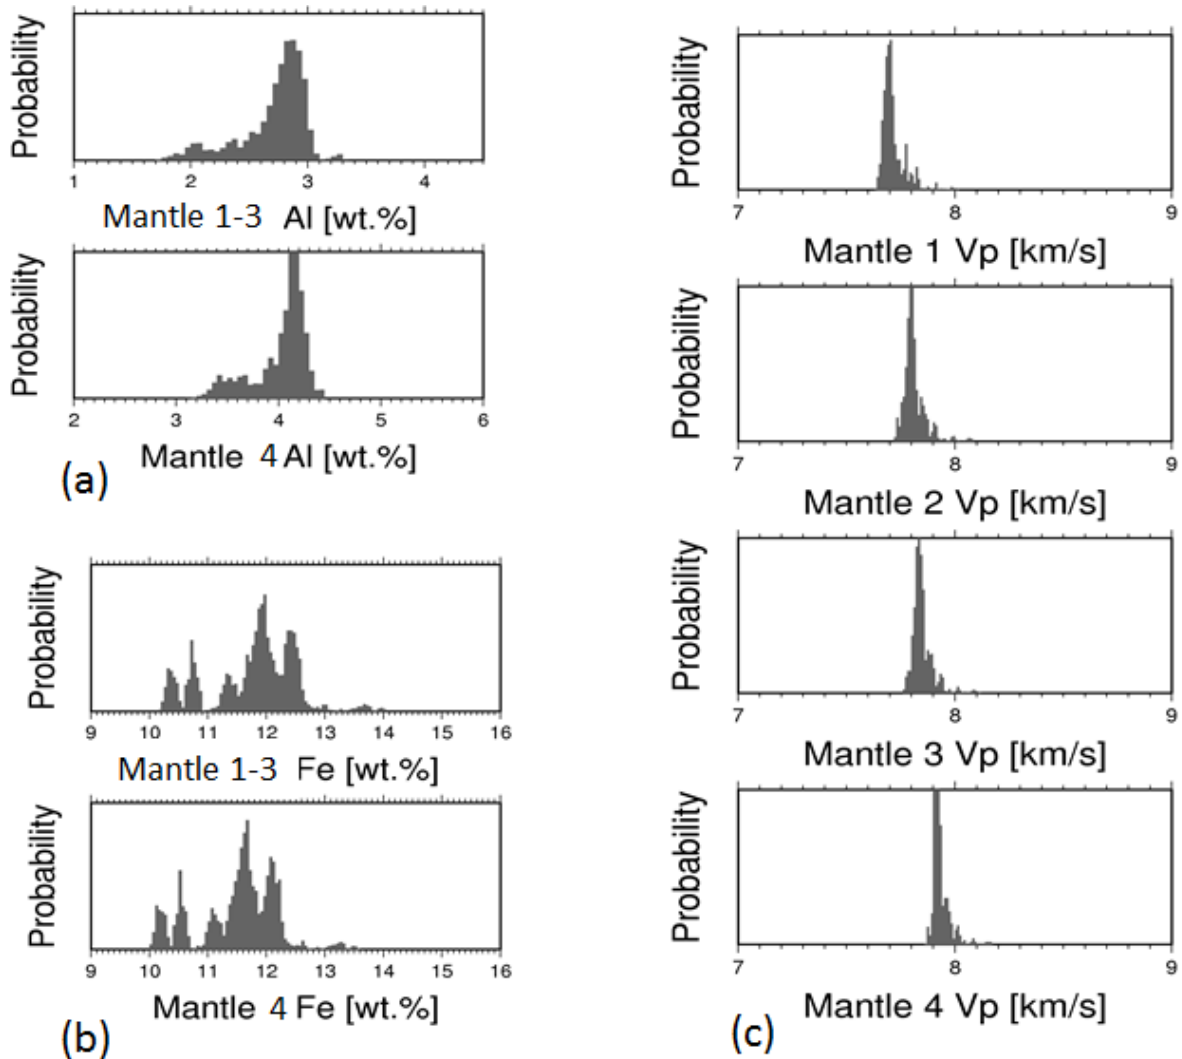 Probability
1 2 3 4
Mantle 1-3 Al [wt.%]
Probability
2 3 4 5 6
Mantle 4 Al [wt.%]
(a)
Probability
9 10 11 12 13 14 15 16
Mantle 1-3 Fe [wt.%]
Probability
9 10 11 12 13 14 15 16
Mantle 4 Fe [wt.%]
(b)
Probability
7 8 9
Mantle 1 Vp [km/s]
Probability
7 8 9
Mantle 2 Vp [km/s]
Probability
7 8 9
Mantle 3 Vp [km/s]
Probability
7 8 9
Mantle 4 Vp [km/s]
(c)